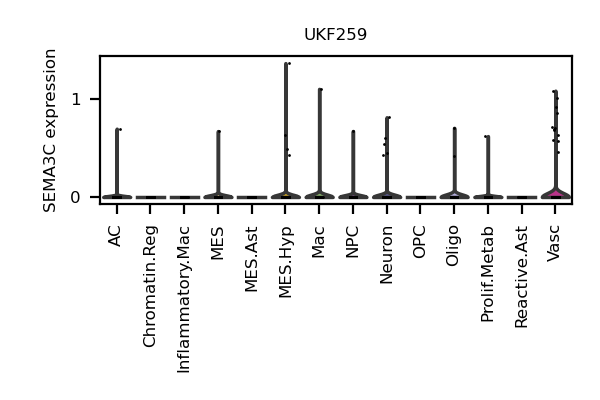 UKF259
SEMA3C expression
1
0
AC
Chromatin.Reg
Inflammatory.Mac
MES
MES.Ast
MES.Hyp
Mac
NPC
Neuron
OPC
Oligo
Prolif.Metab
Reactive.Ast
Vasc